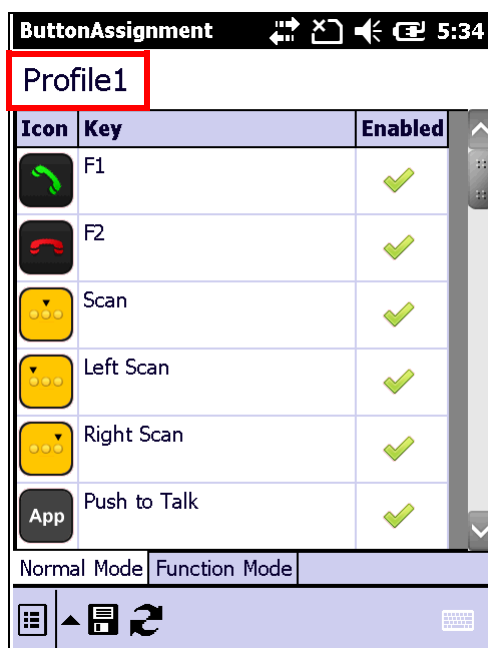 ButtonAssignment 5:34
Profile1
Icon Key Enabled
F1
F2
Scan
Left Scan
Right Scan
App Push to Talk
Normal Mode Function Mode